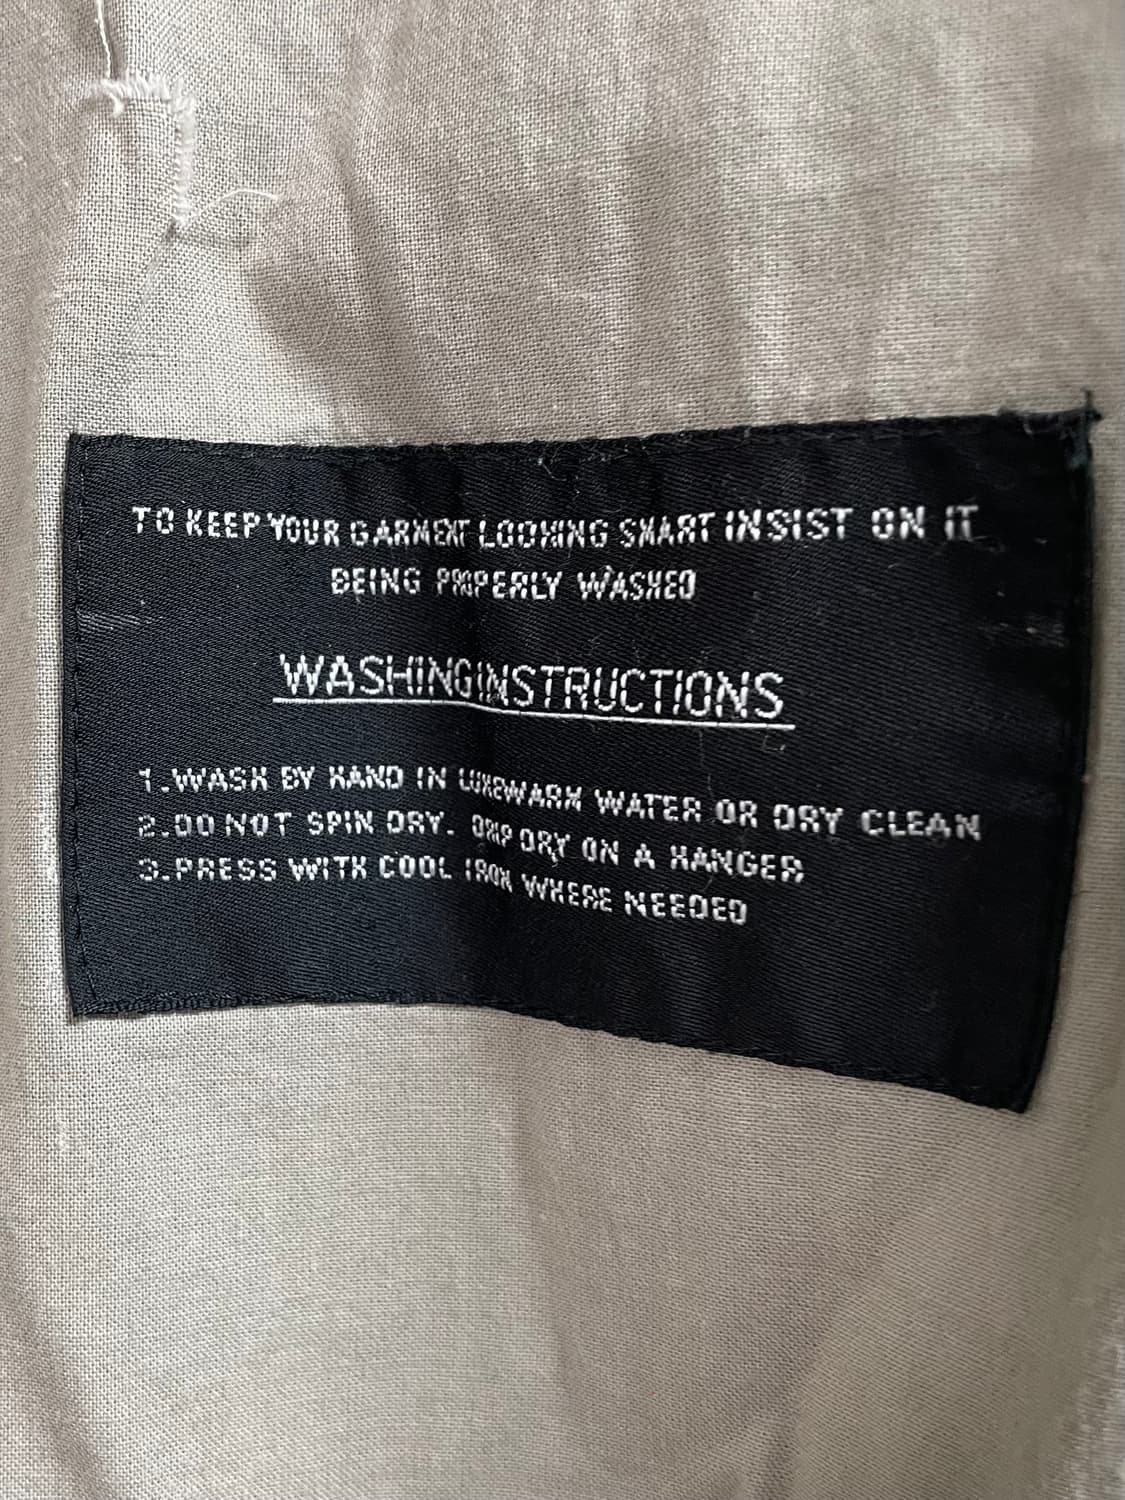 TO KEEP YOUR GARMENT LOOKING SMART INSIST ON IT
BEING PROPERLY WASHED
WASHING INSTRUCTIONS
1.WASH BY HAND IN LUKEWARM WATER OR DRY CLEAN
2.DO NOT SPIN DRY. DRIP DRY ON A HANGER
3.PRESS WITH COOL IRON WHERE NEEDED